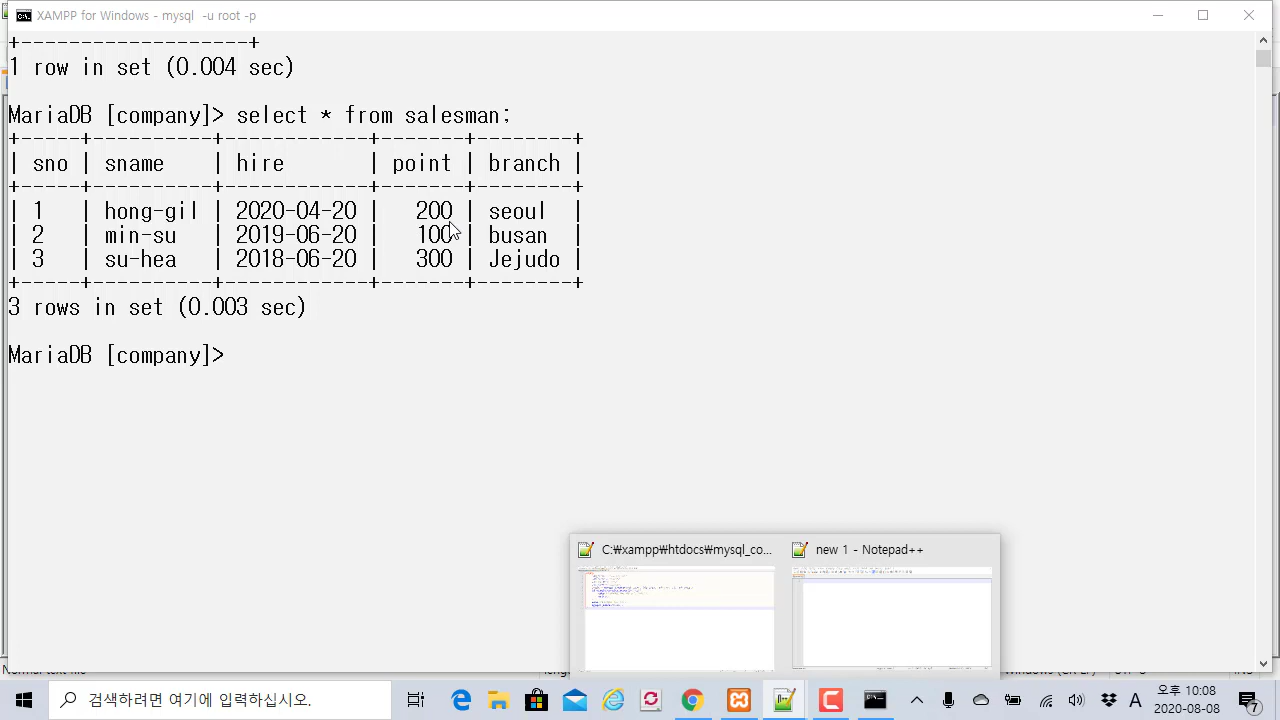 XAMPP for Windows - mysql -u root -p
+-------------------+
1 row in set (0.004 sec)
MariaDB [company]> select * from salesman;
+-----+----------+------------+-------+--------+
| sno | sname | hire | point | branch |
+-----+----------+------------+-------+--------+
| 1 | hong-gil | 2020-04-20 | 200 | seoul |
| 2 | min-su | 2019-06-20 | 100 | busan |
| 3 | su-hea | 2018-06-20 | 300 | Jejudo |
+-----+----------+------------+-------+--------+
3 rows in set (0.003 sec)
MariaDB [company]>
C:₩xampp₩htdocs₩mysql_co...
new 1 - Notepad++
검색하려면 여기에 입력하십시오.
A
오후 10:08
2020-08-08
7